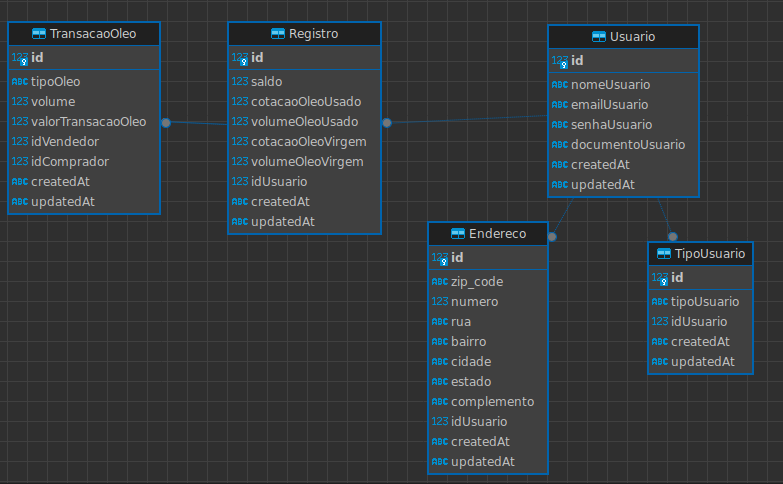 TransacaoOleo
123 id
ABC tipoOleo
123 volume
123 valorTransacaoOleo
123 idVendedor
123 idComprador
ABC createdAt
ABC updatedAt
Registro
123 id
123 saldo
123 cotacaoOleoUsado
123 volumeOleoUsado
123 cotacaoOleoVirgem
123 volumeOleoVirgem
123 idUsuario
ABC createdAt
ABC updatedAt
Usuario
123 id
ABC nomeUsuario
ABC emailUsuario
ABC senhaUsuario
ABC documentoUsuario
ABC createdAt
ABC updatedAt
Endereco
123 id
ABC zip_code
123 numero
ABC rua
ABC bairro
ABC cidade
ABC estado
ABC complemento
123 idUsuario
ABC createdAt
ABC updatedAt
TipoUsuario
123 id
ABC tipoUsuario
123 idUsuario
ABC createdAt
ABC updatedAt